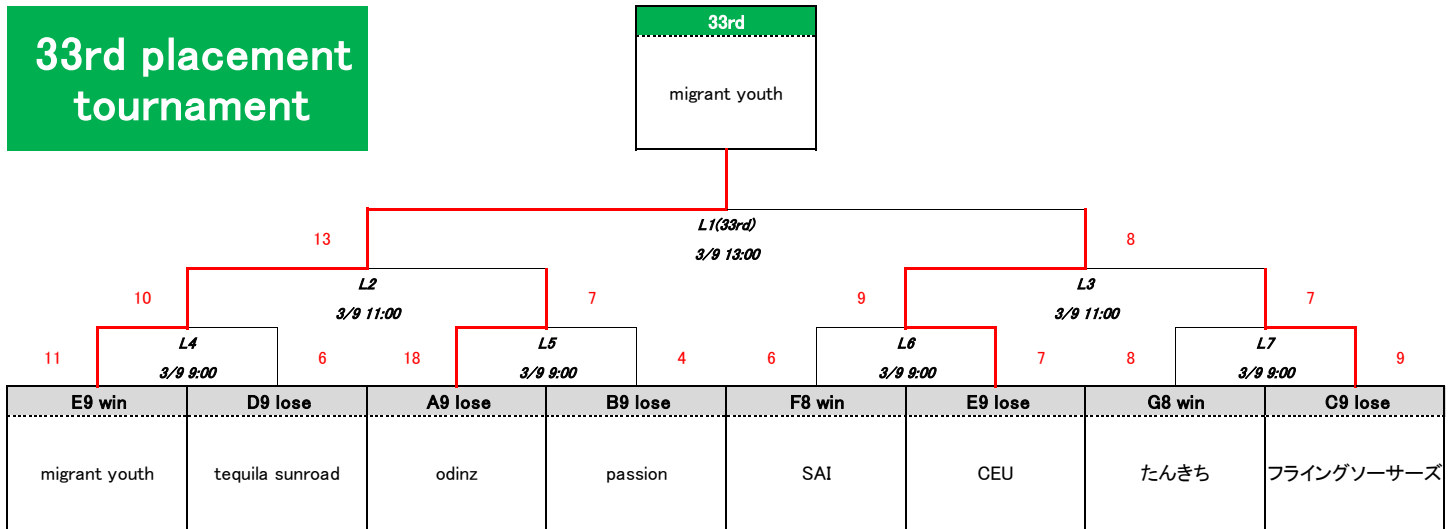 33rd placement
tournament
33rd
migrant youth
L1(33rd)
13
8
3/9 13:00
L2
L3
10
7
9
7
3/9 11:00
3/9 11:00
L4
L5
L6
L7
11
6
18
4
6
7
8
9
3/9 9:00
3/9 9:00
3/9 9:00
3/9 9:00
E9 win
D9 lose
A9 lose
B9 lose
F8 win
E9 lose
G8 win
C9 lose
migrant youth
tequila sunroad
odinz
passion
SAI
CEU
たんきち
フライングソーサーズ